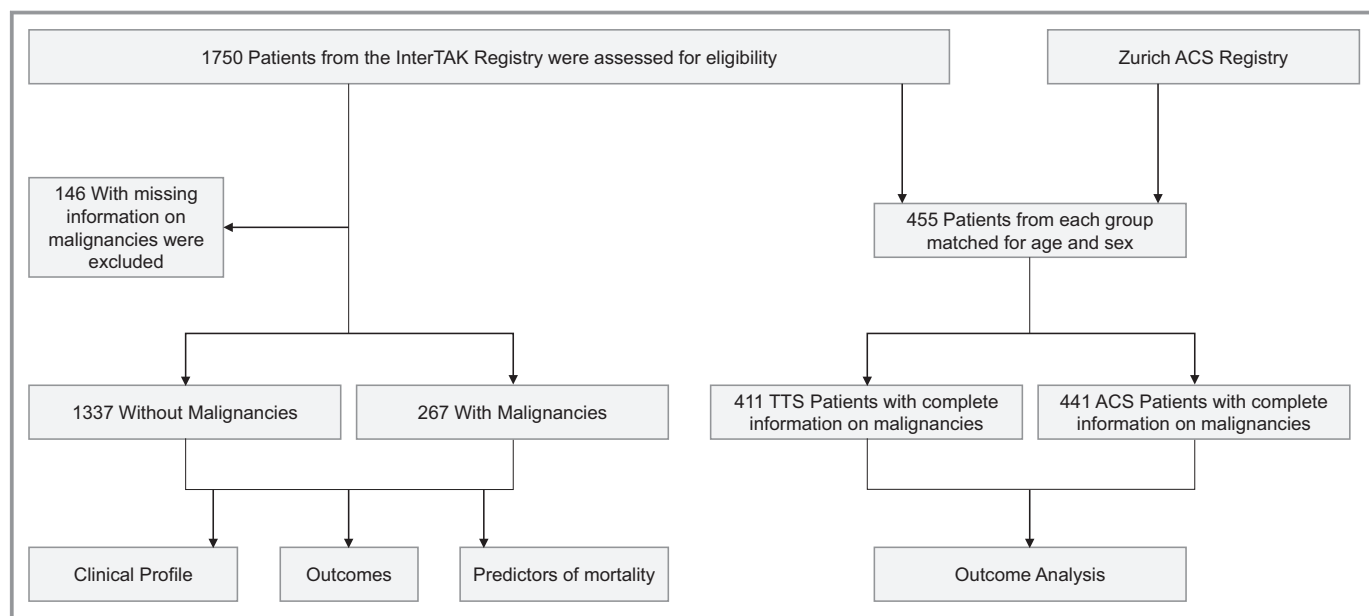 1750 Patients from the InterTAK Registry were assessed for eligibility
Zurich ACS Registry
146 With missing
information on
malignancies were
excluded
455 Patients from each group
matched for age and sex
1337 Without Malignancies
267 With Malignancies
411 TTS Patients with complete
information on malignancies
441 ACS Patients with complete
information on malignancies
Clinical Profile
Outcomes
Predictors of mortality
Outcome Analysis